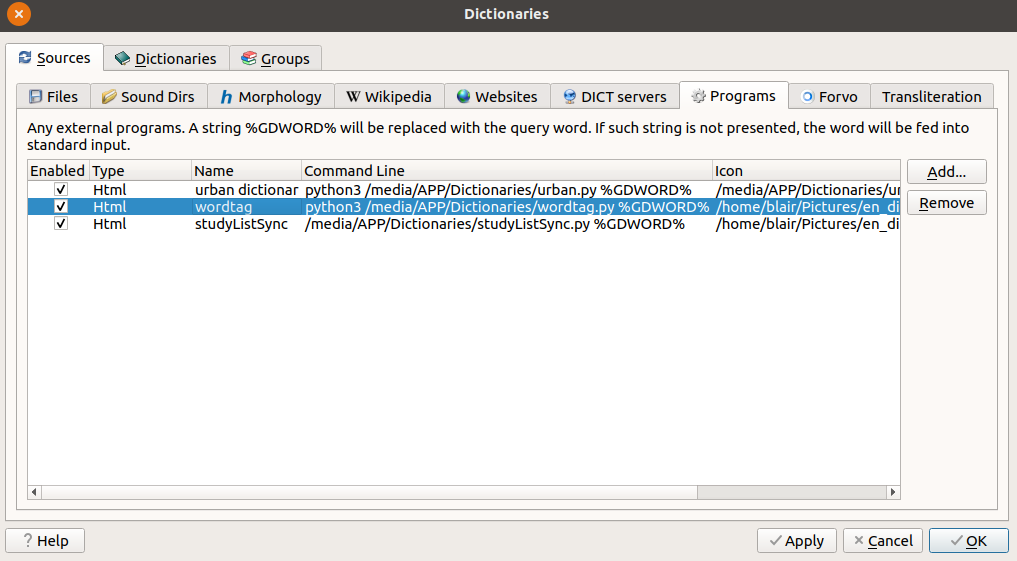 Dictionaries
Sources Dictionaries Groups
Files Sound Dirs Morphology Wikipedia Websites DICT servers Programs Forvo Transliteration
Any external programs. A string %GDWORD% will be replaced with the query word. If such string is not presented, the word will be fed into
standard input.
Enabled Type Name Command Line Icon
Html urban dictionar python3 /media/APP/Dictionaries/urban.py %GDWORD% /media/APP/Dictionaries/ur
Html wordtag python3 /media/APP/Dictionaries/wordtag.py %GDWORD% /home/blair/Pictures/en_di
Html studyListSync /media/APP/Dictionaries/studyListSync.py %GDWORD% /home/blair/Pictures/en_di
Add...
Remove
? Help Apply Cancel OK